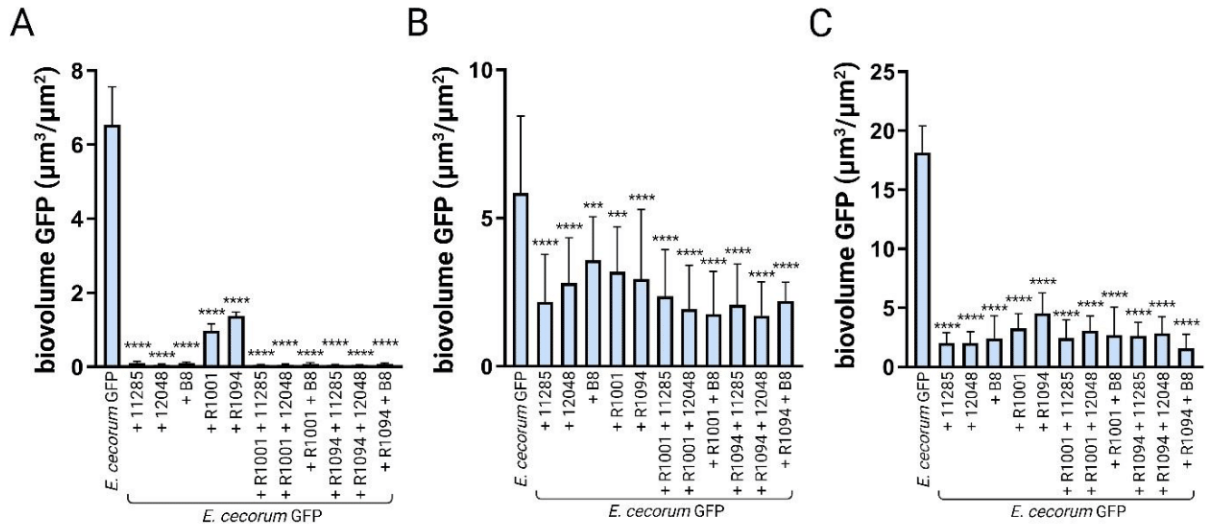 A
biovolume GFP (µm³/µm²)
8
6
4
2
0
****
****
****
****
****
****
****
****
****
****
****
E. cecorum GFP
+ 11285
+ 12048
+ B8
+ R1001
+ R1094
+ R1001 + 11285
+ R1001 + 12048
+ R1001 + B8
+ R1094 + 11285
+ R1094 + 12048
+ R1094 + B8
E. cecorum GFP
B
biovolume GFP (µm³/µm²)
10
5
0
****
****
***
***
****
****
****
****
****
****
****
E. cecorum GFP
+ 11285
+ 12048
+ B8
+ R1001
+ R1094
+ R1001 + 11285
+ R1001 + 12048
+ R1001 + B8
+ R1094 + 11285
+ R1094 + 12048
+ R1094 + B8
E. cecorum GFP
C
biovolume GFP (µm³/µm²)
25
20
15
10
5
0
****
****
****
****
****
****
****
****
****
****
****
E. cecorum GFP
+ 11285
+ 12048
+ B8
+ R1001
+ R1094
+ R1001 + 11285
+ R1001 + 12048
+ R1001 + B8
+ R1094 + 11285
+ R1094 + 12048
+ R1094 + B8
E. cecorum GFP